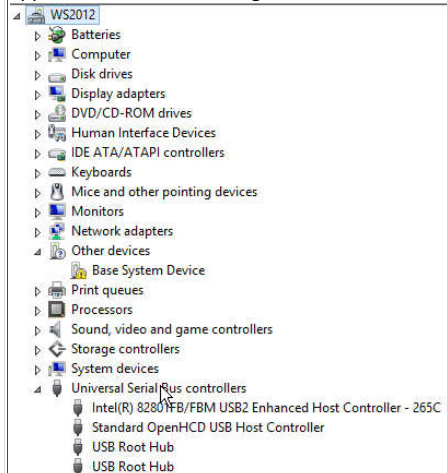 WS2012
Batteries
Computer
Disk drives
Display adapters
DVD/CD-ROM drives
Human Interface Devices
IDE ATA/ATAPI controllers
Keyboards
Mice and other pointing devices
Monitors
Network adapters
Other devices
Base System Device
Print queues
Processors
Sound, video and game controllers
Storage controllers
System devices
Universal Serial Bus controllers
Intel(R) 82801FB/FBM USB2 Enhanced Host Controller - 265C
Standard OpenHCD USB Host Controller
USB Root Hub
USB Root Hub